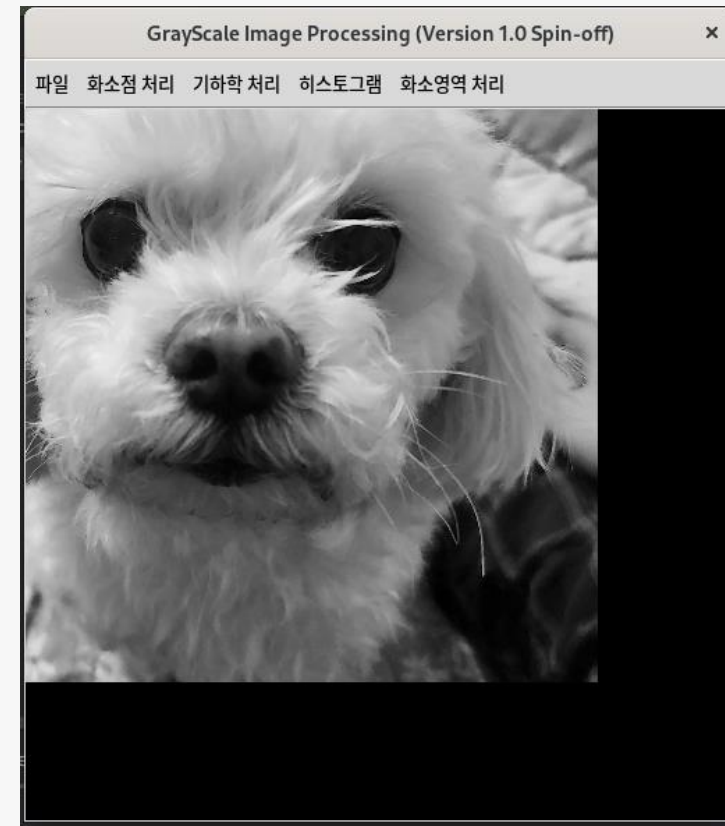 GrayScale Image Processing (Version 1.0 Spin-off)
파일 화소점 처리 기하학 처리 히스토그램 화소영역 처리